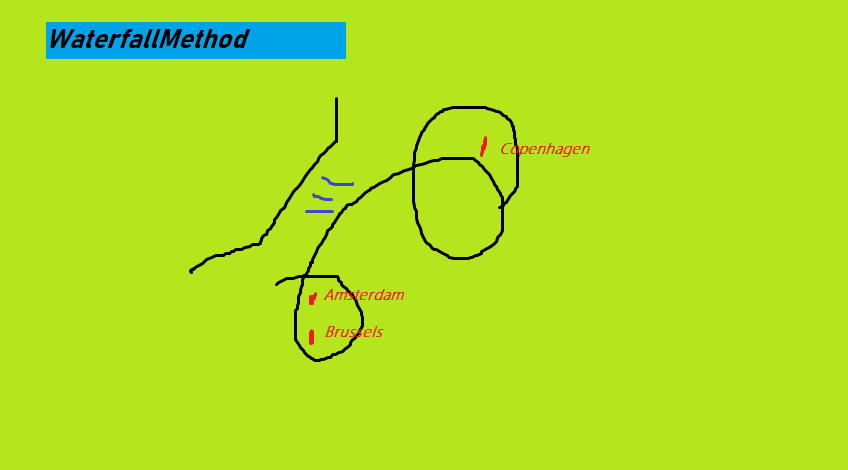 WaterfallMethod
Copenhagen
Amsterdam
Brussels